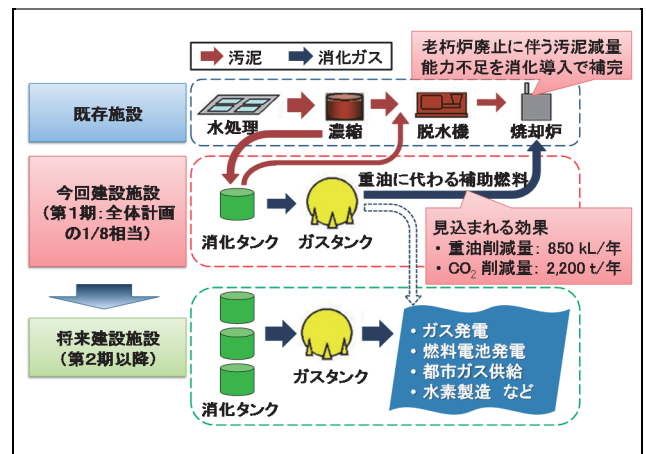 汚泥
消化ガス
老朽炉廃止に伴う汚泥減量
能力不足を消化導入で補完
既存施設
水処理
濃縮
脱水機
焼却炉
今回建設施設
(第1期:全体計画
の1/8相当)
重油に代わる補助燃料
消化タンク
ガスタンク
見込まれる効果
・重油削減量: 850 kL/年
・CO₂削減量: 2,200 t/年
将来建設施設
(第2期以降)
消化タンク
ガスタンク
・ガス発電
・燃料電池発電
・都市ガス供給
・水素製造 など